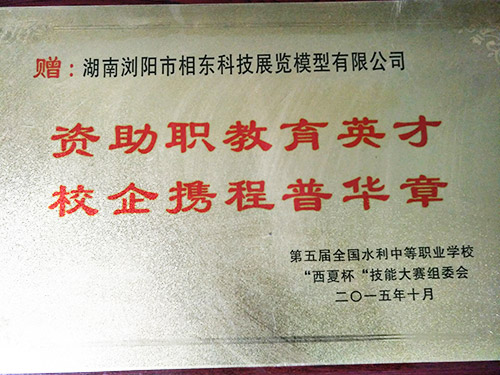 赠：湖南浏阳市相东科技展览模型有限公司
资助职教育英才
校企携程普华章
第五届全国水利中等职业学校
“西夏杯“技能大赛组委会
二〇一五年十月